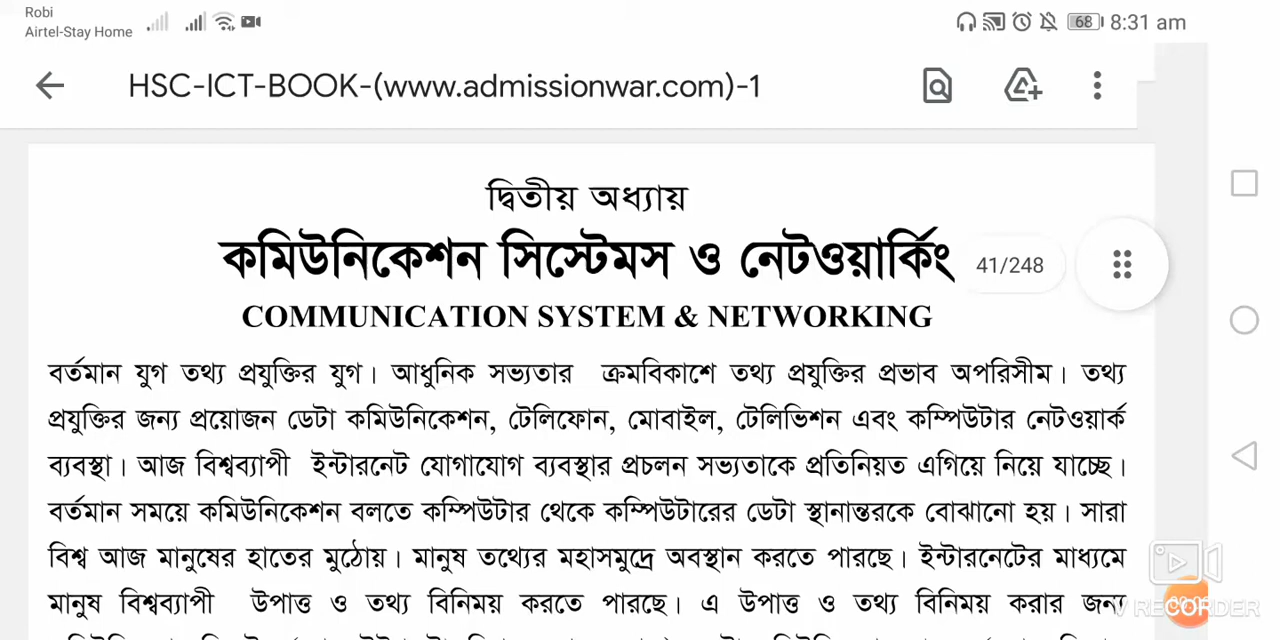 Robi
Airtel-Stay Home
68 8:31 am
HSC-ICT-BOOK-(www.admissionwar.com)-1
দ্বিতীয় অধ্যায়
কমিউনিকেশন সিস্টেমস ও নেটওয়ার্কিং
41/248
COMMUNICATION SYSTEM & NETWORKING
বর্তমান যুগ তথ্য প্রযুক্তির যুগ। আধুনিক সভ্যতার ক্রমবিকাশে তথ্য প্রযুক্তির প্রভাব অপরিসীম। তথ্য
প্রযুক্তির জন্য প্রয়োজন ডেটা কমিউনিকেশন, টেলিফোন, মোবাইল, টেলিভিশন এবং কম্পিউটার নেটওয়ার্ক
ব্যবস্থা। আজ বিশ্বব্যাপী ইন্টারনেট যোগাযোগ ব্যবস্থার প্রচলন সভ্যতাকে প্রতিনিয়ত এগিয়ে নিয়ে যাচ্ছে।
বর্তমান সময়ে কমিউনিকেশন বলতে কম্পিউটার থেকে কম্পিউটারের ডেটা স্থানান্তরকে বোঝানো হয়। সারা
বিশ্ব আজ মানুষের হাতের মুঠোয়। মানুষ তথ্যের মহাসমুদ্রে অবস্থান করতে পারছে। ইন্টারনেটের মাধ্যমে
মানুষ বিশ্বব্যাপী উপাত্ত ও তথ্য বিনিময় করতে পারছে। এ উপাত্ত ও তথ্য বিনিময় করার জন্য
V RECORDER